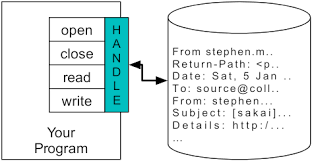 open
close
read
write
HANDLE
Your
Program
From stephen.m..
Return-Path: <p..
Date: Sat, 5 Jan ..
To: source@coll..
From: stephen...
Subject: [sakai]...
Details: http:/...
...